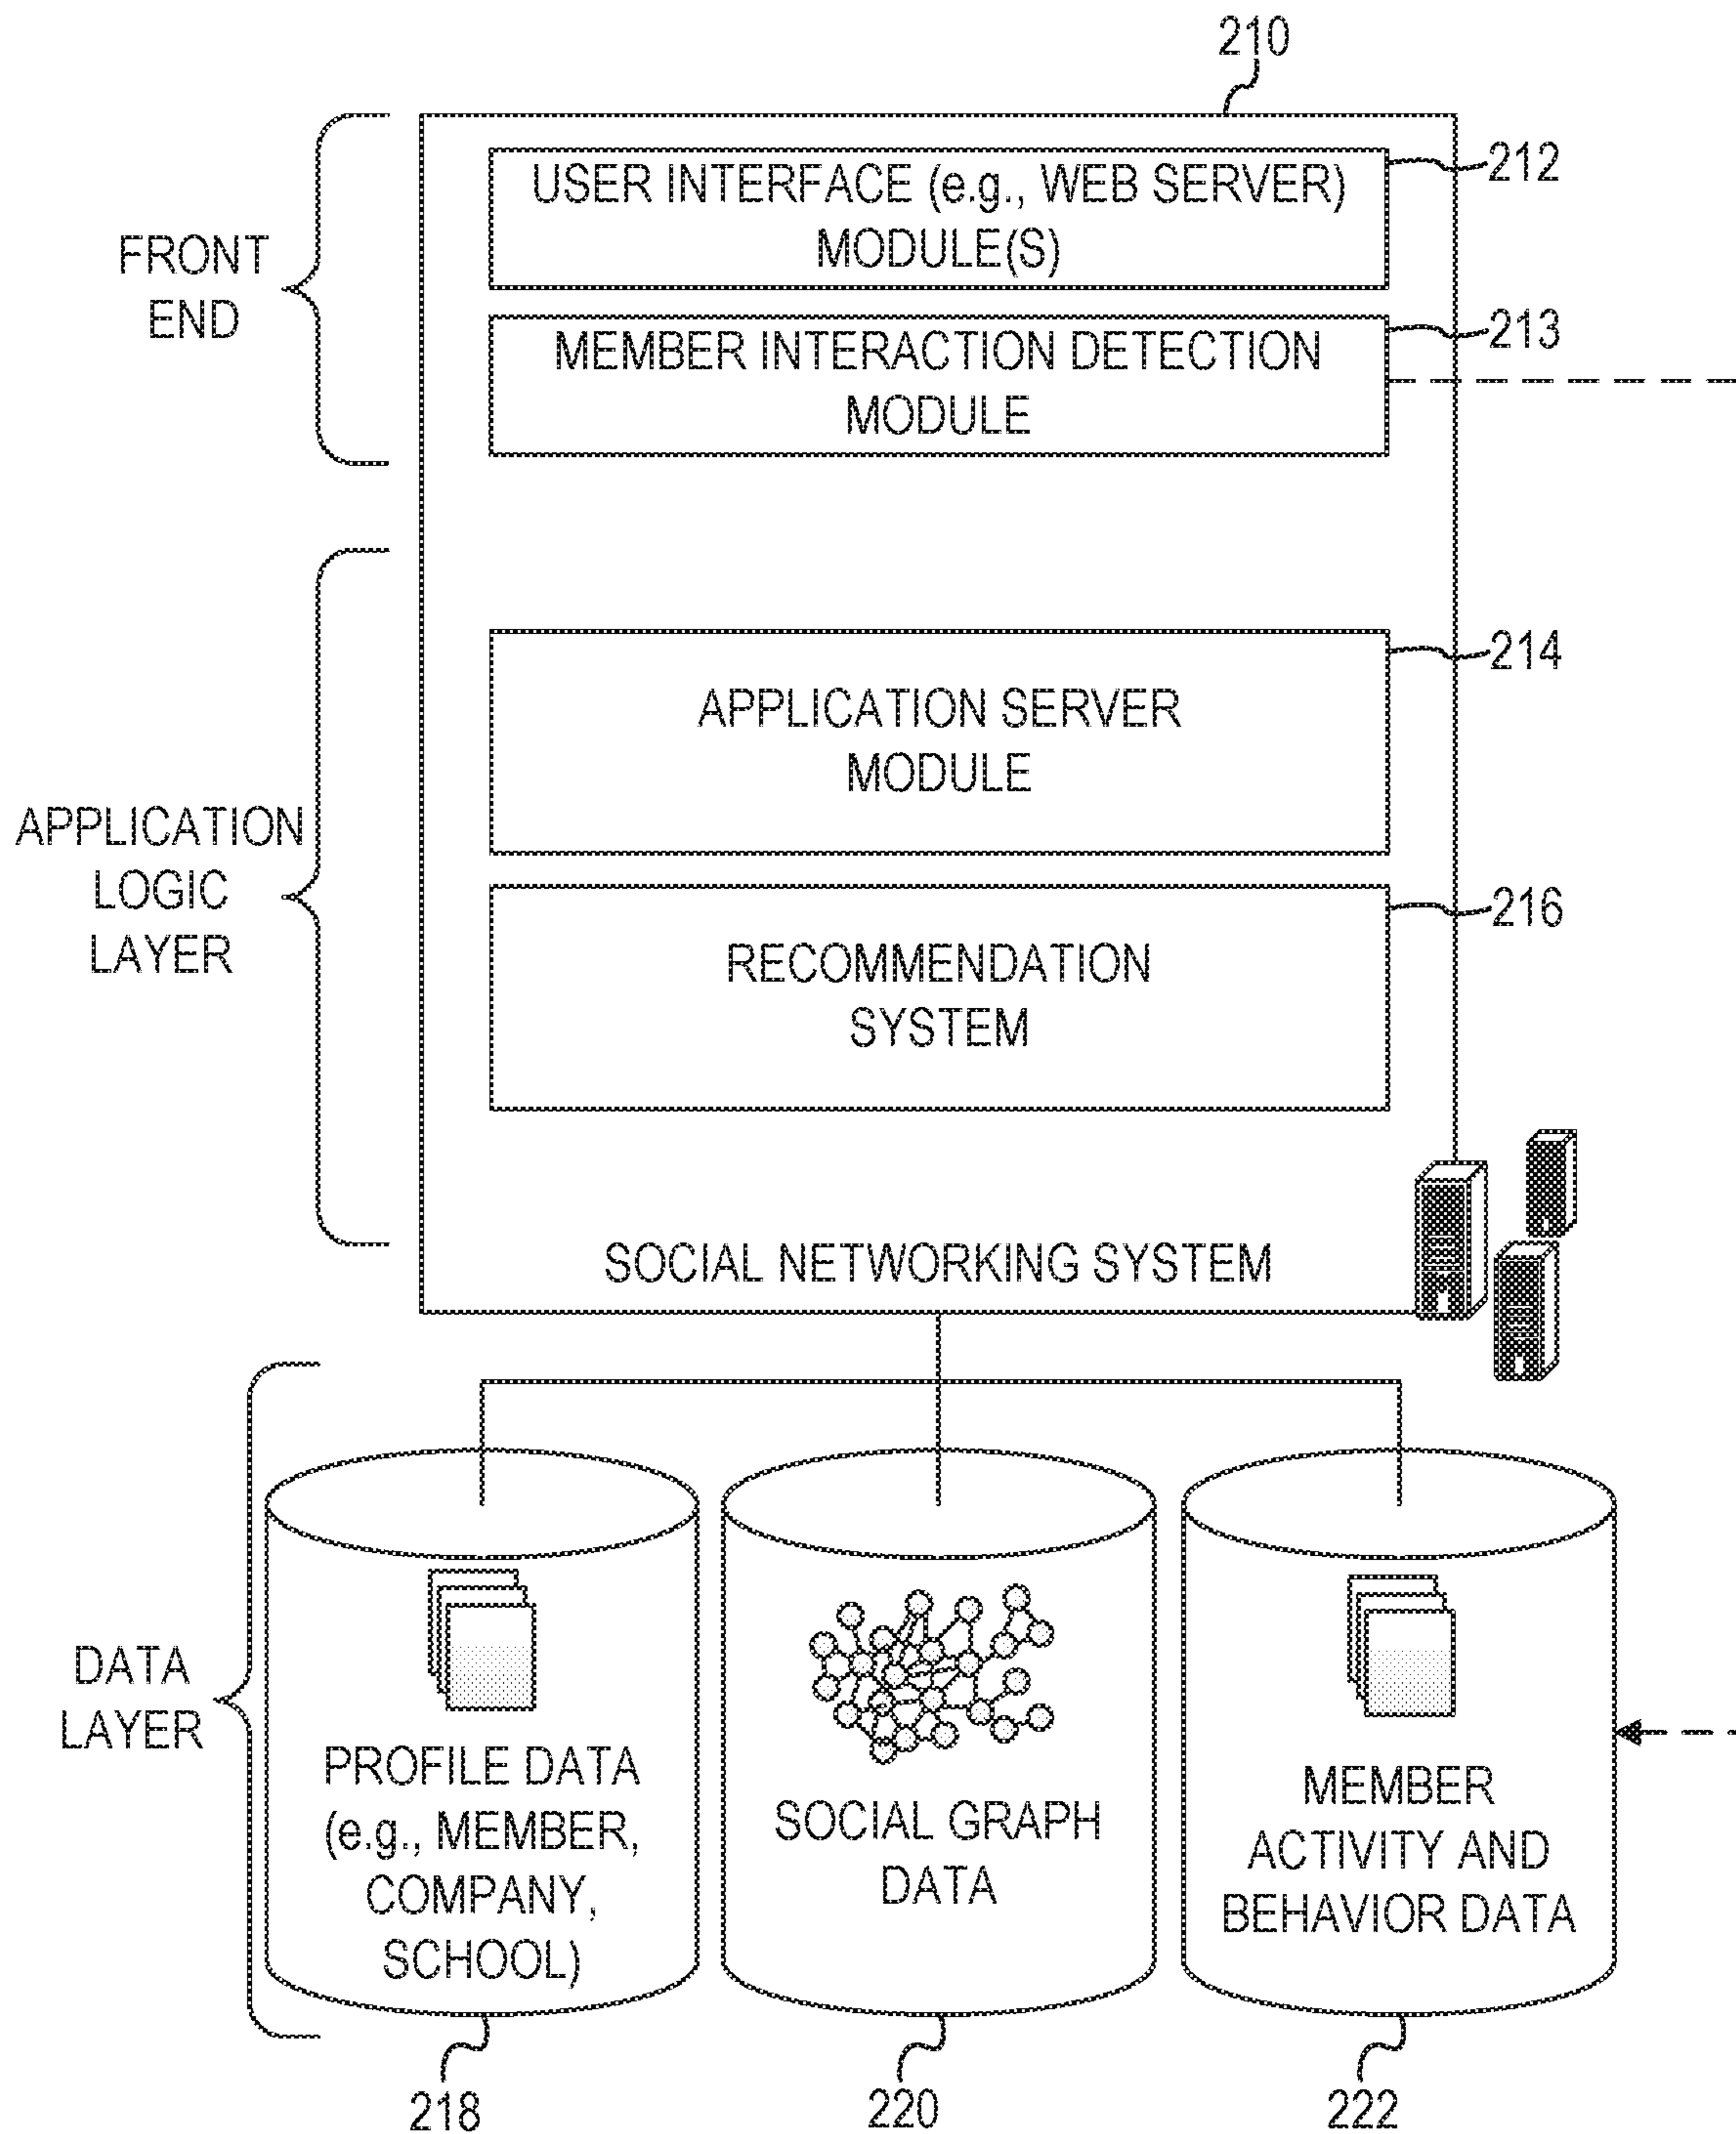 210
USER INTERFACE (e.g., WEB SERVER)
MODULE(S)
212
FRONT
END
MEMBER INTERACTION DETECTION
MODULE
213
APPLICATION SERVER
MODULE
214
APPLICATION
LOGIC
LAYER
RECOMMENDATION
SYSTEM
216
SOCIAL NETWORKING SYSTEM
DATA
LAYER
PROFILE DATA
(e.g., MEMBER,
COMPANY,
SCHOOL)
SOCIAL GRAPH
DATA
MEMBER
ACTIVITY AND
BEHAVIOR DATA
218
220
222